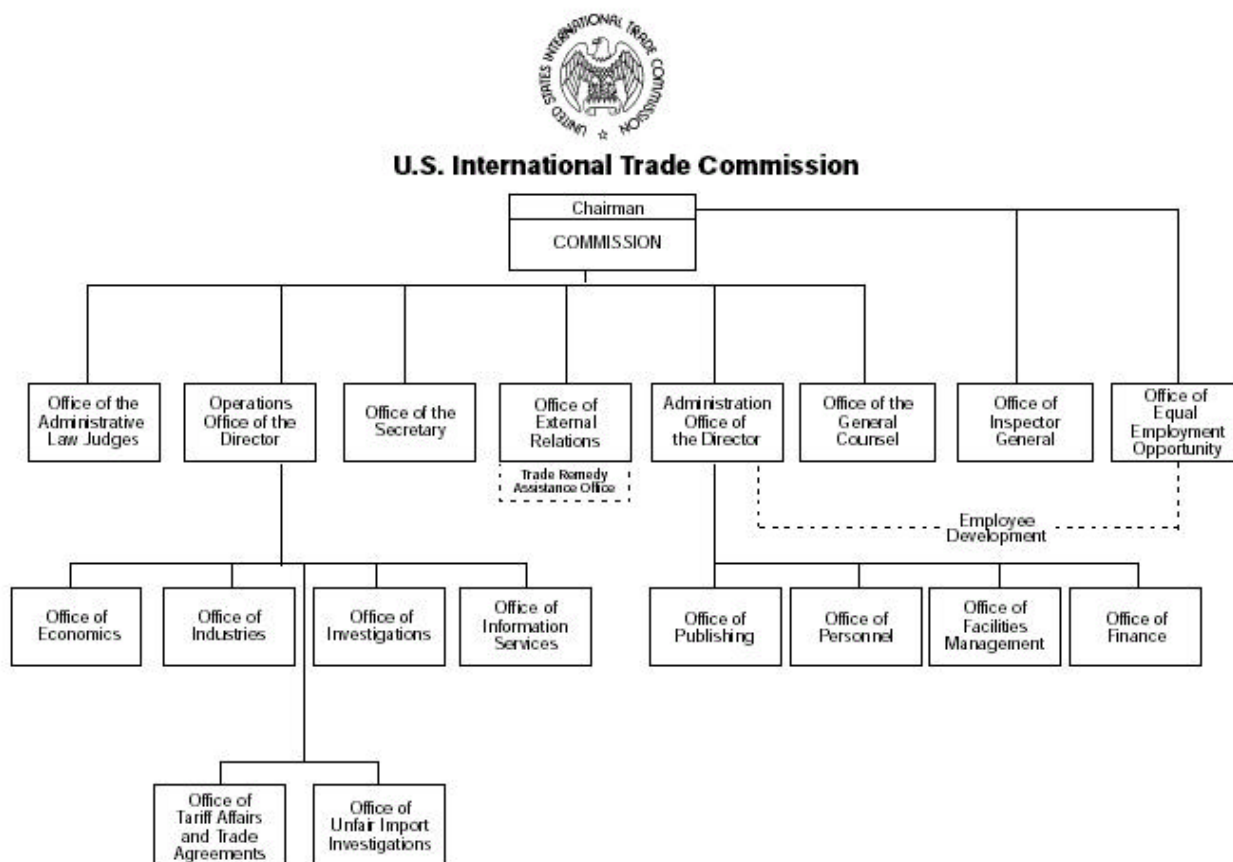 UNITED STATES INTERNATIONAL TRADE COMMISSION
U.S. International Trade Commission
Chairman
COMMISSION
Office of the
Administrative
Law Judges
Operations
Office of the
Director
Office of the
Secretary
Office of
External
Relations
Administration
Office of
the Director
Office of the
General
Counsel
Office of
Inspector
General
Office of
Equal
Employment
Opportunity
Trade Remedy
Assistance Office
Employee
Development
Office of
Economics
Office of
Industries
Office of
Investigations
Office of
Information
Services
Office of
Publishing
Office of
Personnel
Office of
Facilities
Management
Office of
Finance
Office of
Tariff Affairs
and Trade
Agreements
Office of
Unfair Import
Investigations